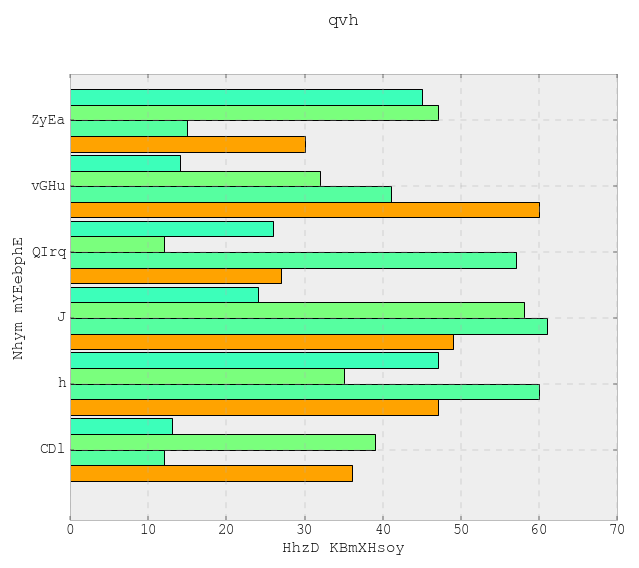 qvh
Nhym mYEebphE
ZyEa
vGHu
QIrq
J
h
CDl
0 10 20 30 40 50 60 70
HhzD KBmXHsoy